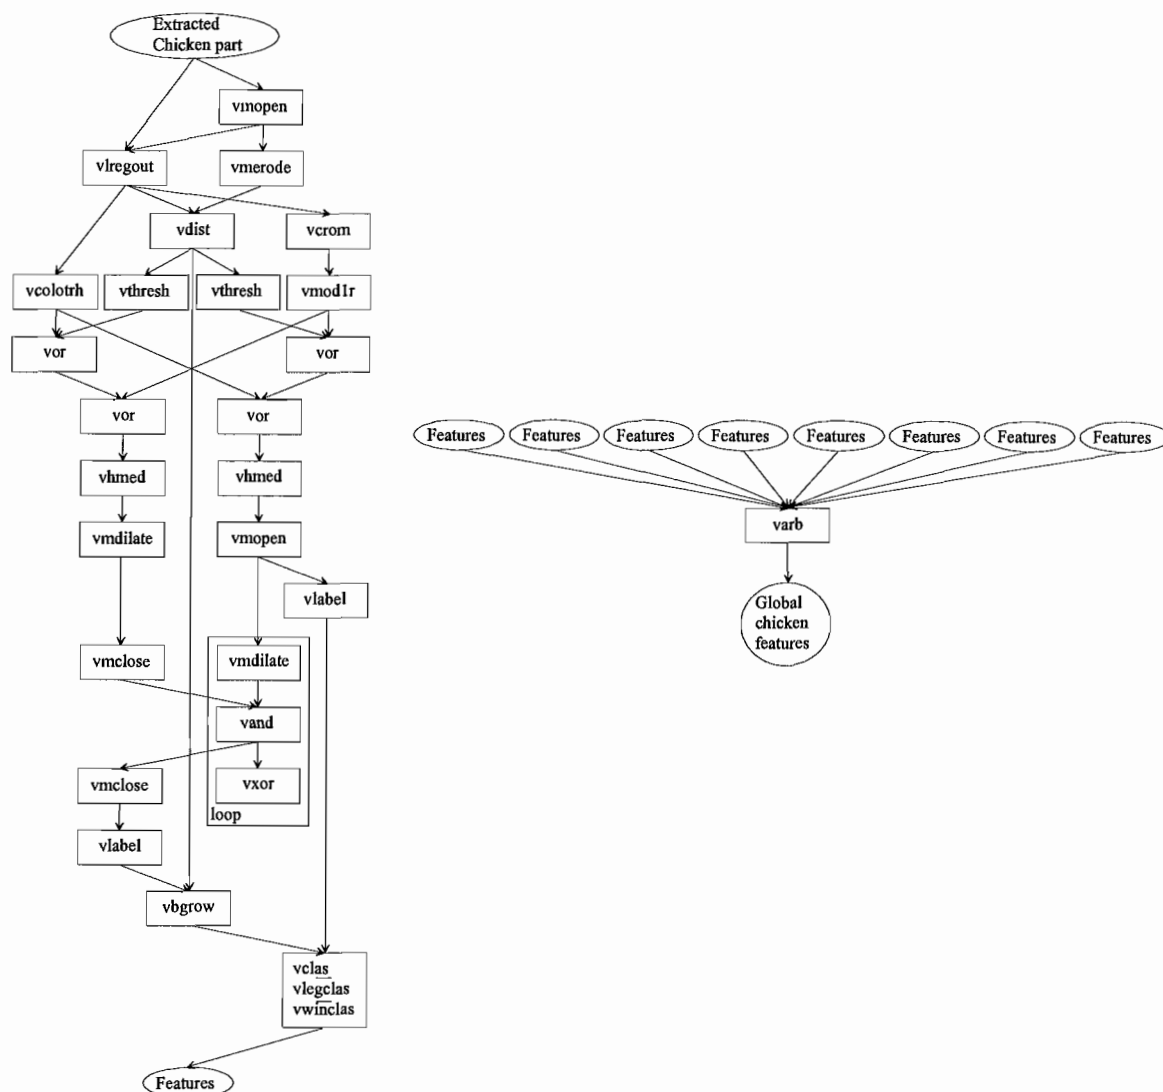 Extracted
Chicken part
vmopen
vlregout
vmerode
vdist
vcrom
vcolotrh
vthresh
vthresh
vmod1r
vor
vor
vor
vor
Features
Features
Features
Features
Features
Features
Features
Features
vhmed
vhmed
varb
vmdilate
vmopen
vlabel
Global
chicken
features
vmclose
vmdilate
vand
vmclose
vxor
loop
vlabel
vbgrow
vclas
vlegclas
vwinclas
Features